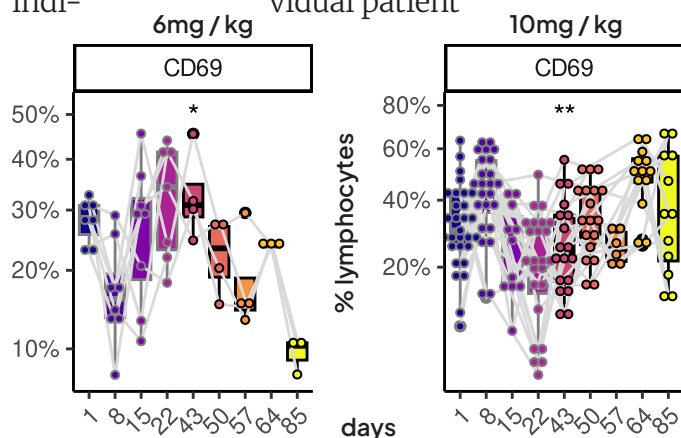 indi-
vidual patient
6mg / kg
10mg / kg
CD69
CD69
*
**
50%
40%
30%
20%
10%
% lymphocytes
80%
60%
40%
20%
1 8 15 22 43 50 57 64 85
days
1 8 15 22 43 50 57 64 85